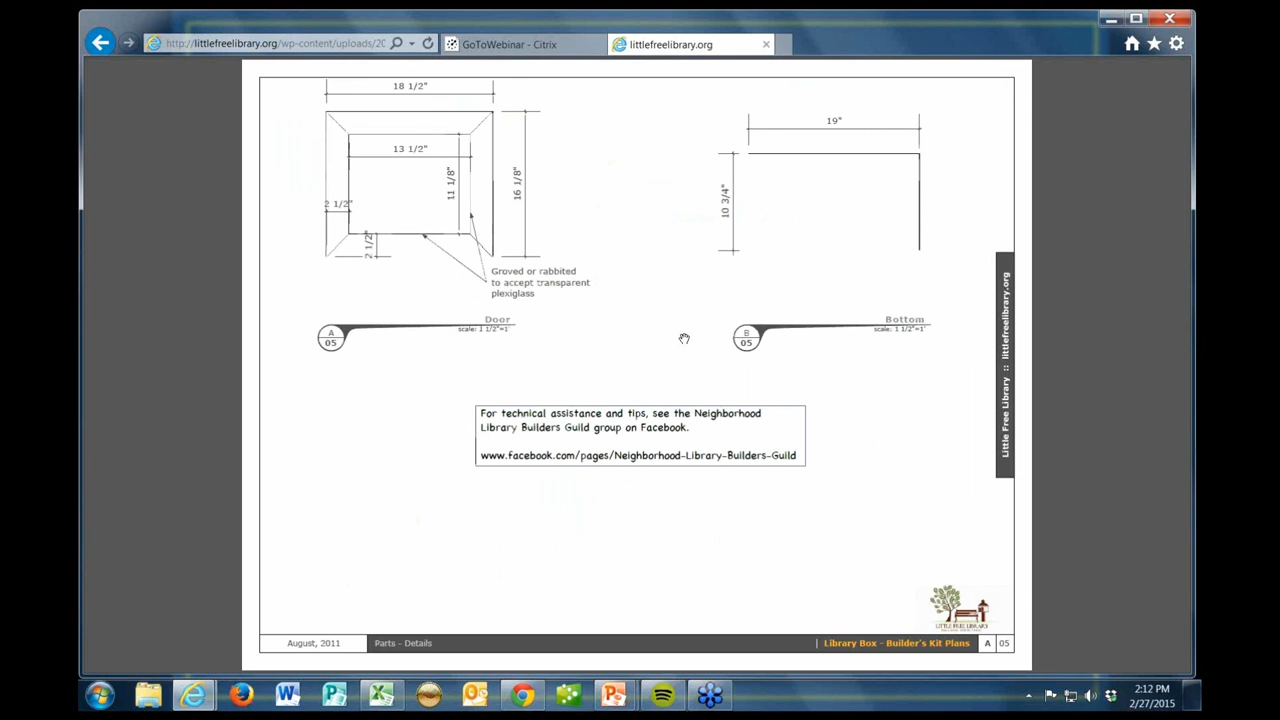 http://littlefreelibrary.org/wp-content/uploads/20
GoToWebinar - Citrix
littlefreelibrary.org
18 1/2"
13 1/2"
11 1/8"
16 1/8"
2 1/2"
2 1/2"
Groved or rabbited
to accept transparent
plexiglass
A
05
Door
scale: 1 1/2"=1'
19"
10 3/4"
B
05
Bottom
scale: 1 1/2"=1'
Little Free Library :: littlefreelibrary.org
For technical assistance and tips, see the Neighborhood
Library Builders Guild group on Facebook.
www.facebook.com/pages/Neighborhood-Library-Builders-Guild
LITTLE FREE LIBRARY
August, 2011
Parts - Details
| Library Box - Builder's Kit Plans
A 05
2:12 PM
2/27/2015